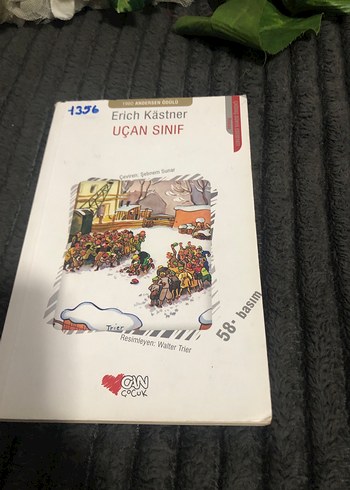 1356
1960 ANDERSEN ÖDÜLÜ
Erich Kästner
UÇAN SINIF
Çeviren: Şebnem Sunar
Trier
Resimleyen: Walter Trier
58. basım
CAN
ÇOCUK